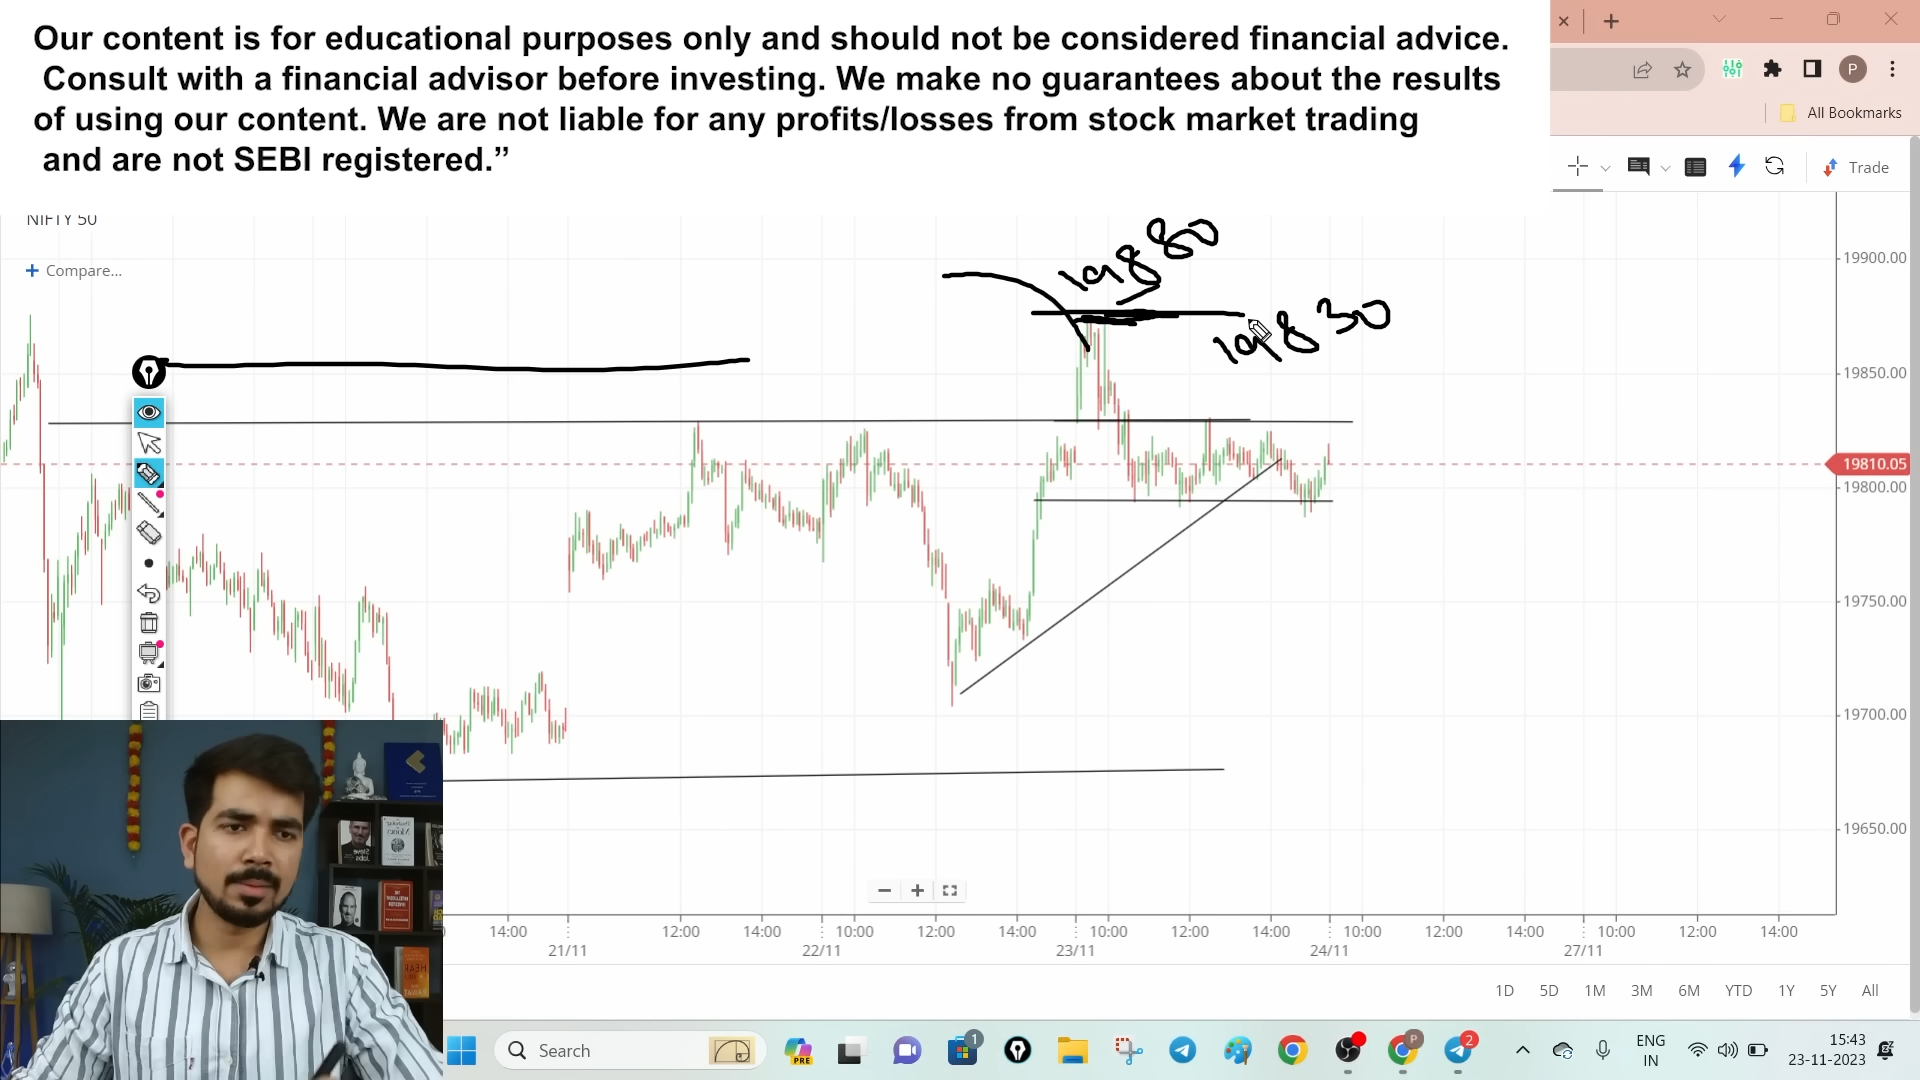 Our content is for educational purposes only and should not be considered financial advice.
Consult with a financial advisor before investing. We make no guarantees about the results
of using our content. We are not liable for any profits/losses from stock market trading
and are not SEBI registered.”
P
All Bookmarks
Trade
NIFTY 50
Compare...
19880
19830
19900.00
19850.00
19810.05
19800.00
19750.00
19700.00
19650.00
14:00 12:00 14:00 10:00 12:00 14:00 10:00 12:00 14:00 10:00 12:00 14:00 10:00 12:00 14:00
21/11 22/11 23/11 24/11 27/11
1D 5D 1M 3M 6M YTD 1Y 5Y All
Search
PRE
1
P
2
ENG
IN
15:43
23-11-2023
Steve
Jobs